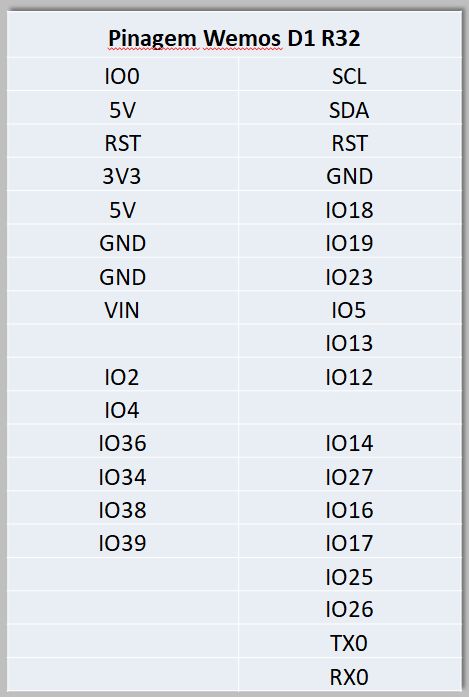 Pinagem Wemos D1 R32
IO0 SCL
5V SDA
RST RST
3V3 GND
5V IO18
GND IO19
GND IO23
VIN IO5
IO13
IO2 IO12
IO4
IO36 IO14
IO34 IO27
IO38 IO16
IO39 IO17
IO25
IO26
TX0
RX0